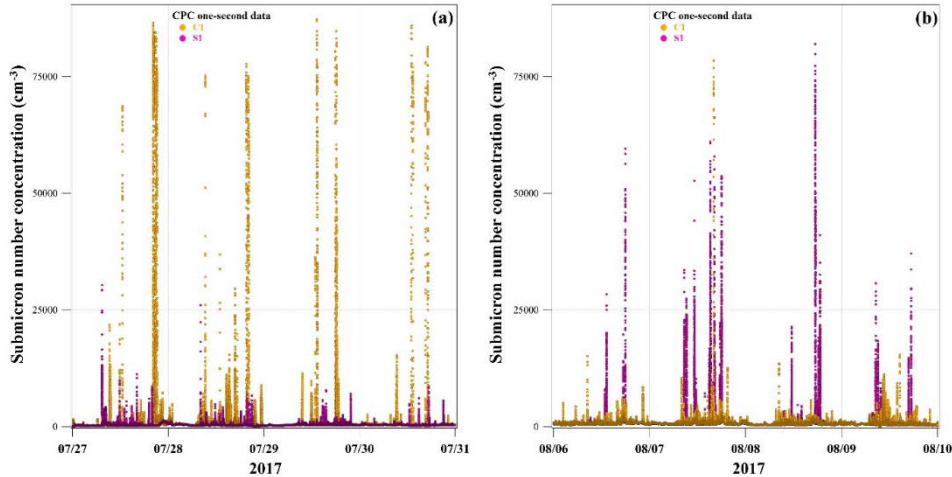 (a)
CPC one-second data
C1
S1
Submicron number concentration (cm⁻³)
75000
50000
25000
0
07/27
07/28
07/29
07/30
07/31
2017
(b)
CPC one-second data
C1
S1
Submicron number concentration (cm⁻³)
75000
50000
25000
0
08/06
08/07
08/08
08/09
08/10
2017